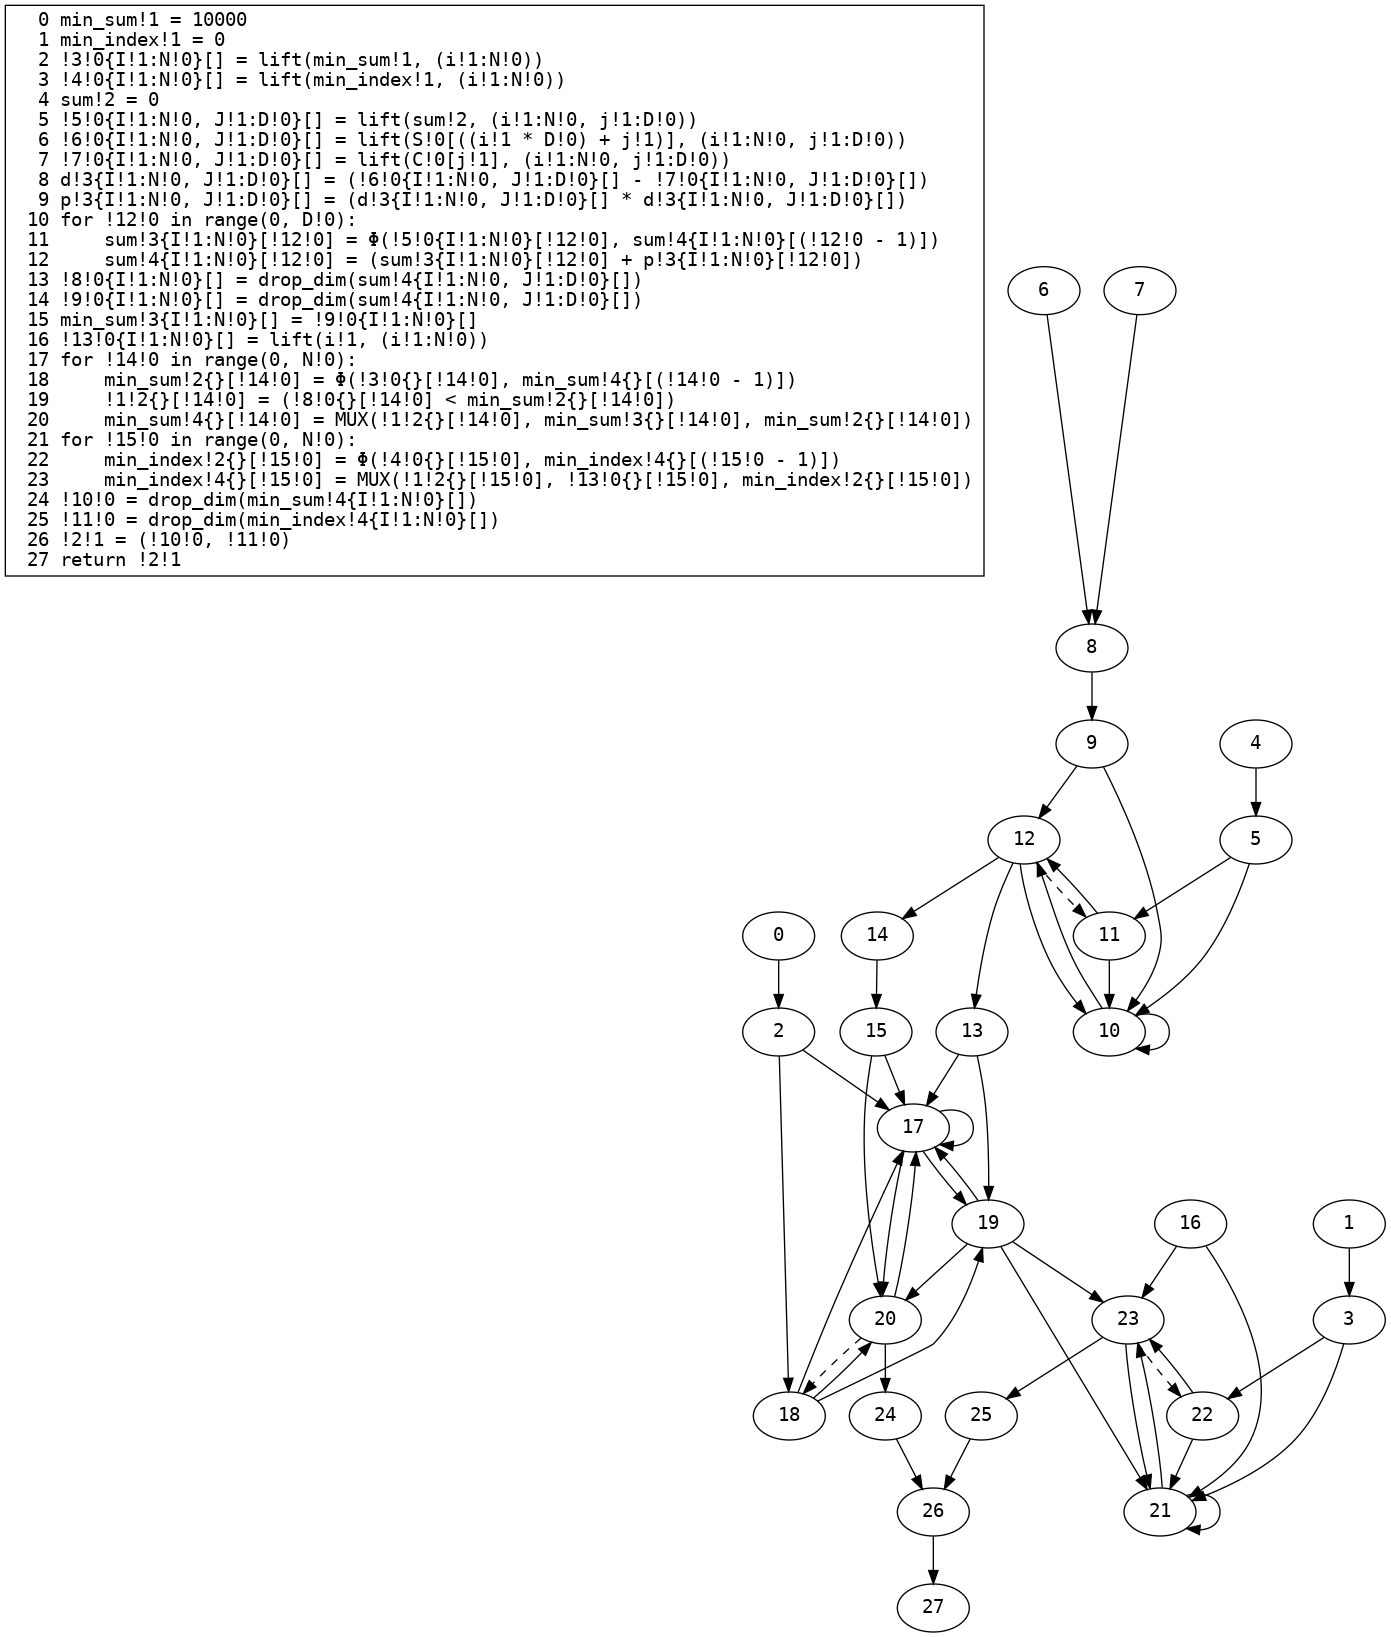 0 min_sum!1 = 10000
1 min_index!1 = 0
2 !3!0{I!1:N!0}[] = lift(min_sum!1, (i!1:N!0))
3 !4!0{I!1:N!0}[] = lift(min_index!1, (i!1:N!0))
4 sum!2 = 0
5 !5!0{I!1:N!0, J!1:D!0}[] = lift(sum!2, (i!1:N!0, j!1:D!0))
6 !6!0{I!1:N!0, J!1:D!0}[] = lift(S!0[((i!1 * D!0) + j!1)], (i!1:N!0, j!1:D!0))
7 !7!0{I!1:N!0, J!1:D!0}[] = lift(C!0[j!1], (i!1:N!0, j!1:D!0))
8 d!3{I!1:N!0, J!1:D!0}[] = (!6!0{I!1:N!0, J!1:D!0}[] - !7!0{I!1:N!0, J!1:D!0}[])
9 p!3{I!1:N!0, J!1:D!0}[] = (d!3{I!1:N!0, J!1:D!0}[] * d!3{I!1:N!0, J!1:D!0}[])
10 for !12!0 in range(0, D!0):
11     sum!3{I!1:N!0}[!12!0] = Φ(!5!0{I!1:N!0}[!12!0], sum!4{I!1:N!0}[(!12!0 - 1)])
12     sum!4{I!1:N!0}[!12!0] = (sum!3{I!1:N!0}[!12!0] + p!3{I!1:N!0}[!12!0])
13 !8!0{I!1:N!0}[] = drop_dim(sum!4{I!1:N!0, J!1:D!0}[])
14 !9!0{I!1:N!0}[] = drop_dim(sum!4{I!1:N!0, J!1:D!0}[])
15 min_sum!3{I!1:N!0}[] = !9!0{I!1:N!0}[]
16 !13!0{I!1:N!0}[] = lift(i!1, (i!1:N!0))
17 for !14!0 in range(0, N!0):
18     min_sum!2{}[!14!0] = Φ(!3!0{}[!14!0], min_sum!4{}[(!14!0 - 1)])
19     !1!2{}[!14!0] = (!8!0{}[!14!0] < min_sum!2{}[!14!0])
20     min_sum!4{}[!14!0] = MUX(!1!2{}[!14!0], min_sum!3{}[!14!0], min_sum!2{}[!14!0])
21 for !15!0 in range(0, N!0):
22     min_index!2{}[!15!0] = Φ(!4!0{}[!15!0], min_index!4{}[(!15!0 - 1)])
23     min_index!4{}[!15!0] = MUX(!1!2{}[!15!0], !13!0{}[!15!0], min_index!2{}[!15!0])
24 !10!0 = drop_dim(min_sum!4{I!1:N!0}[])
25 !11!0 = drop_dim(min_index!4{I!1:N!0}[])
26 !2!1 = (!10!0, !11!0)
27 return !2!1
6 7
8
9 4
12 5
0 14 11
2 15 13 10
17
19 16 1
20 23 3
18 24 25 22
26 21
27